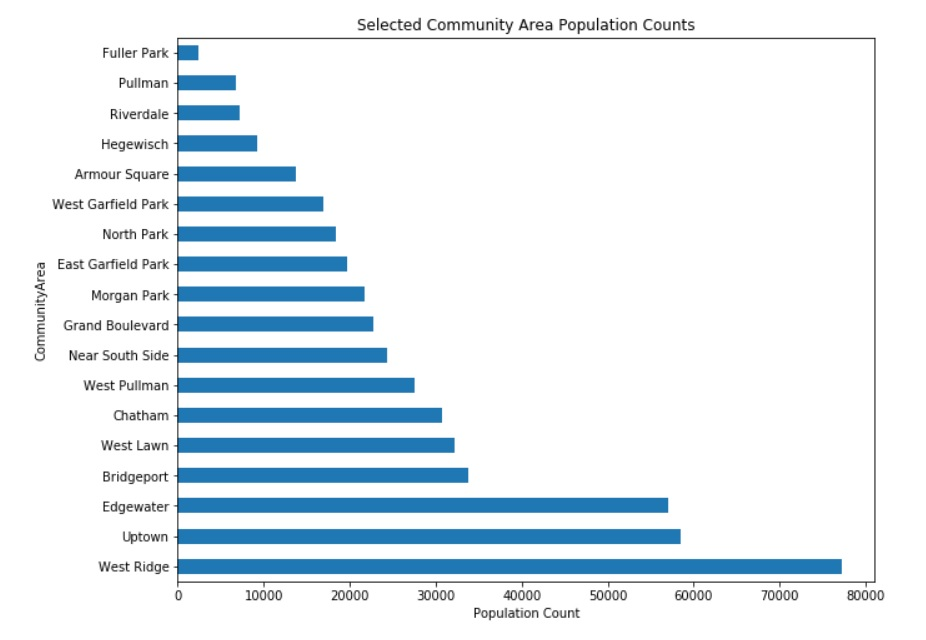 Selected Community Area Population Counts
Fuller Park
Pullman
Riverdale
Hegewisch
Armour Square
West Garfield Park
North Park
East Garfield Park
Morgan Park
Grand Boulevard
Near South Side
West Pullman
Chatham
West Lawn
Bridgeport
Edgewater
Uptown
West Ridge
CommunityArea
0 10000 20000 30000 40000 50000 60000 70000 80000
Population Count